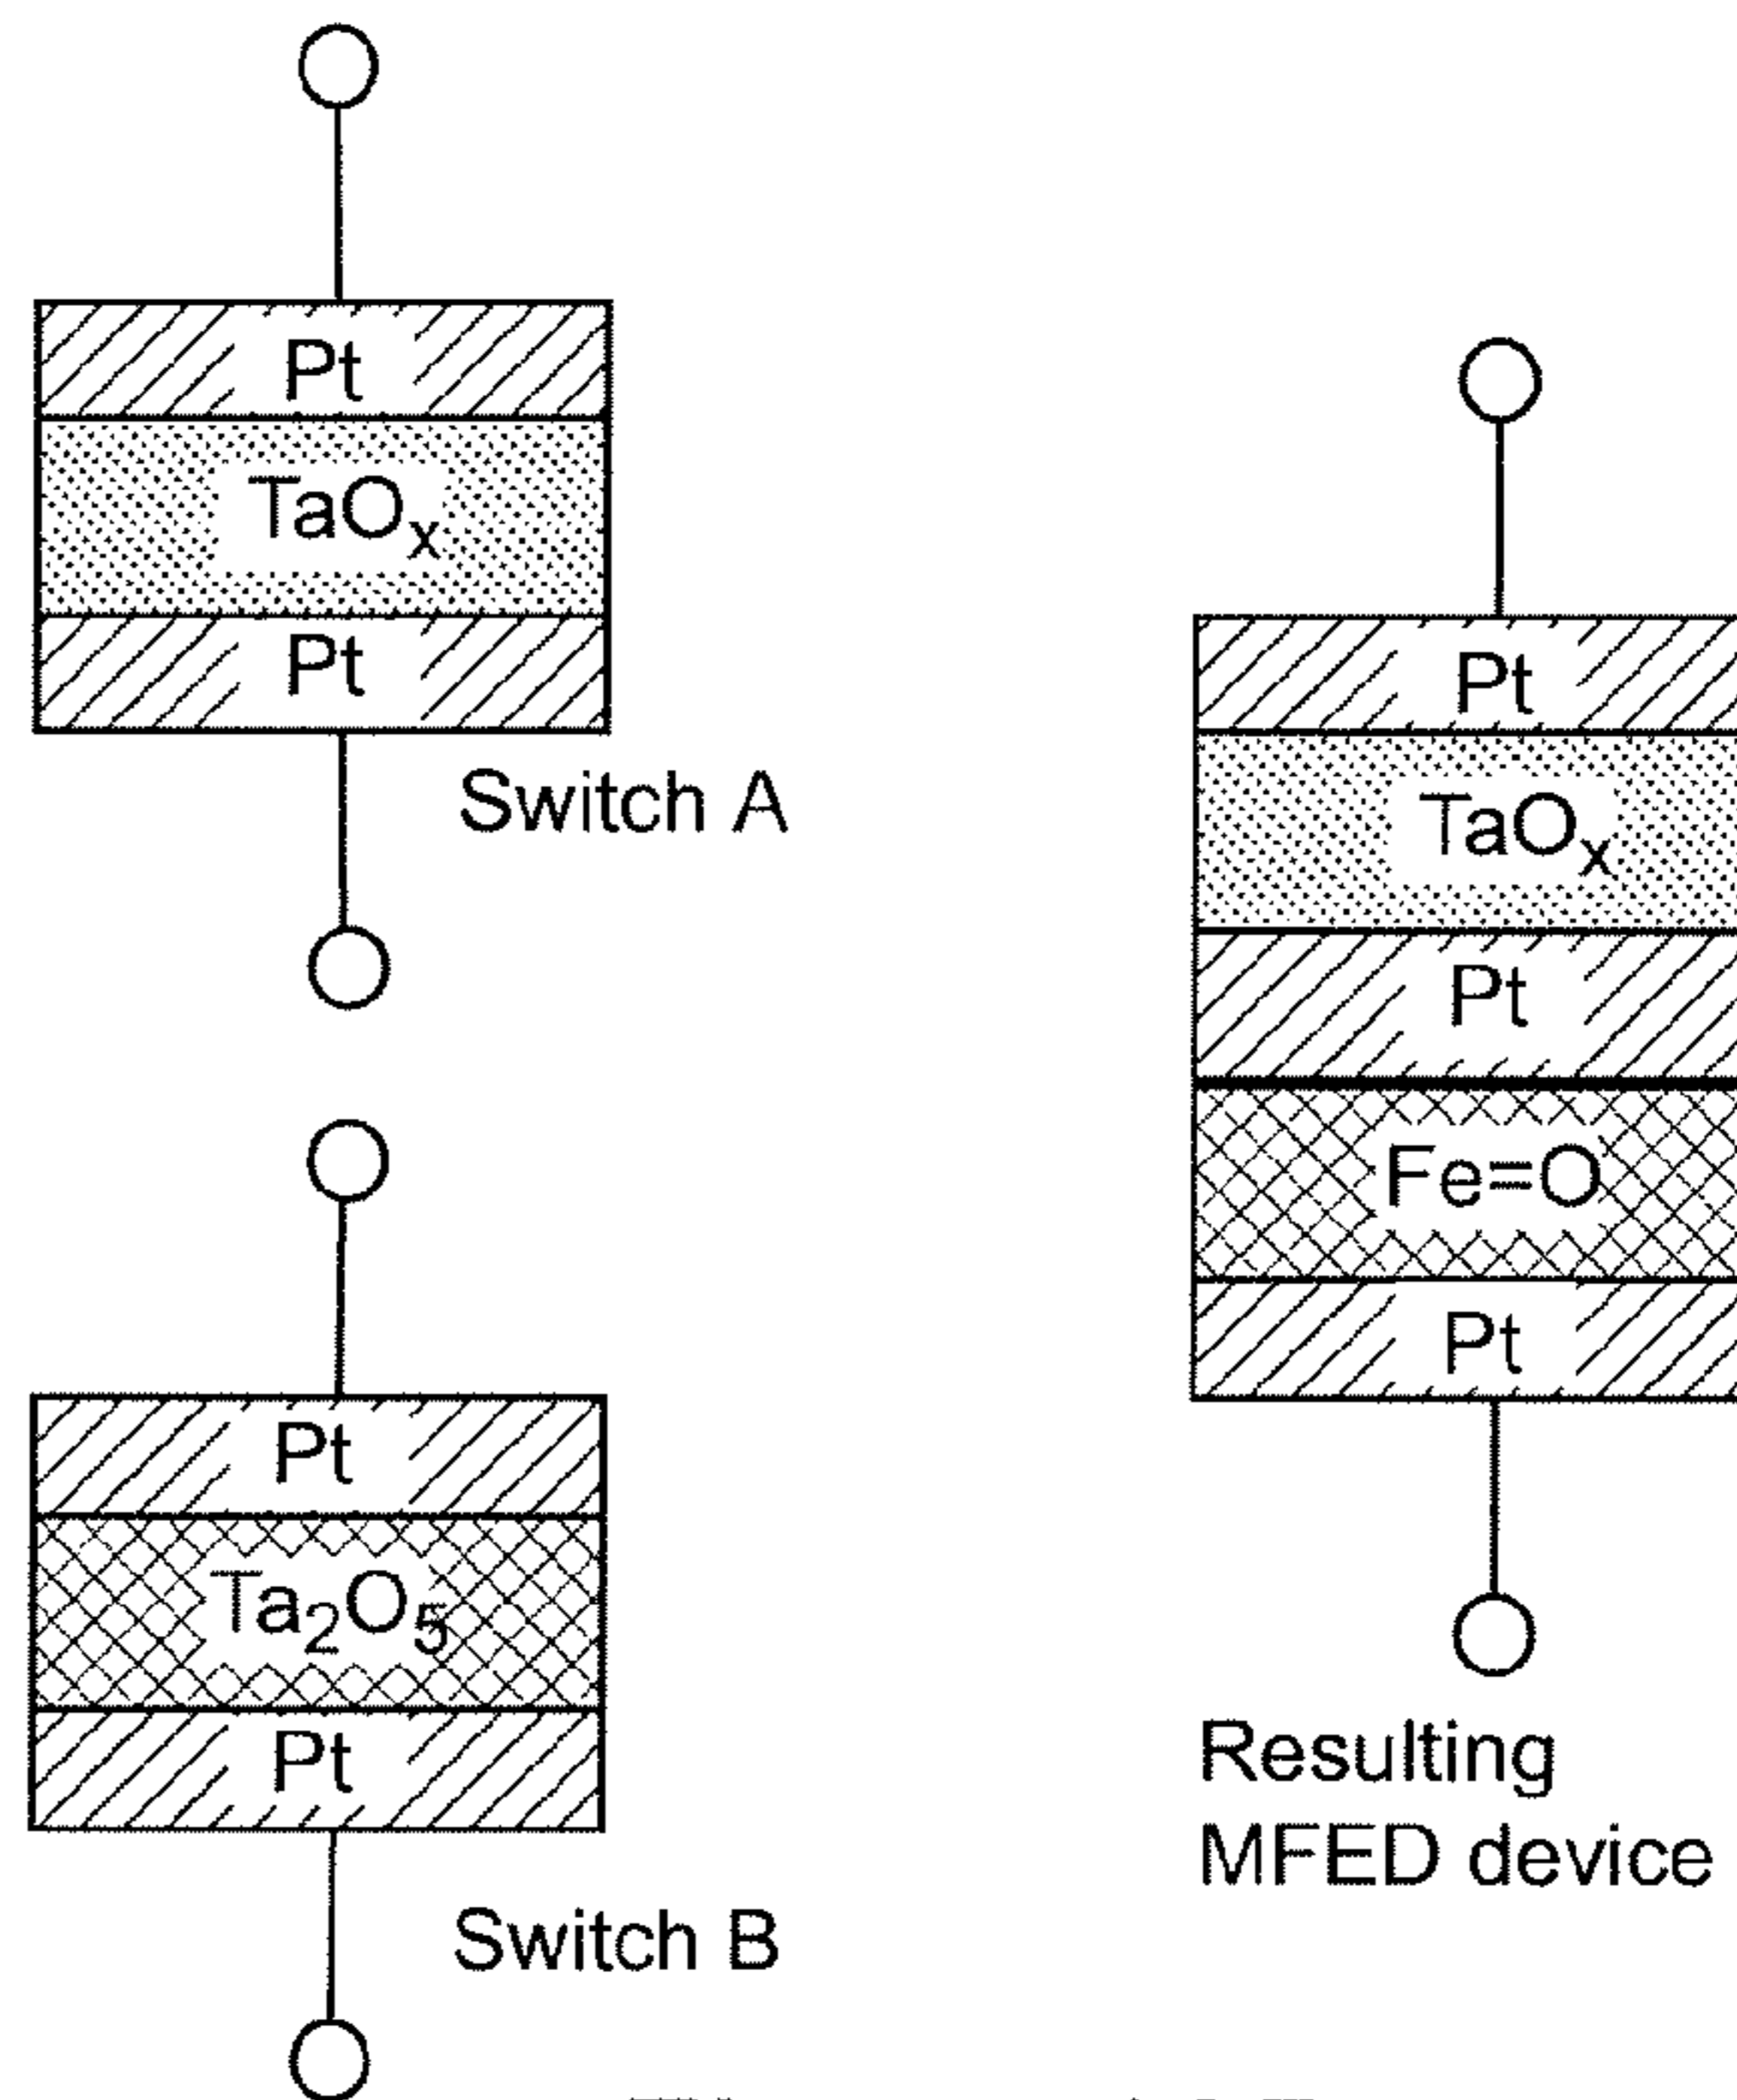 Pt
TaOₓ
Pt
Switch A
Pt
Ta₂O₅
Pt
Switch B
Pt
TaOₓ
Pt
Fe=O
Pt
Resulting
MFED device